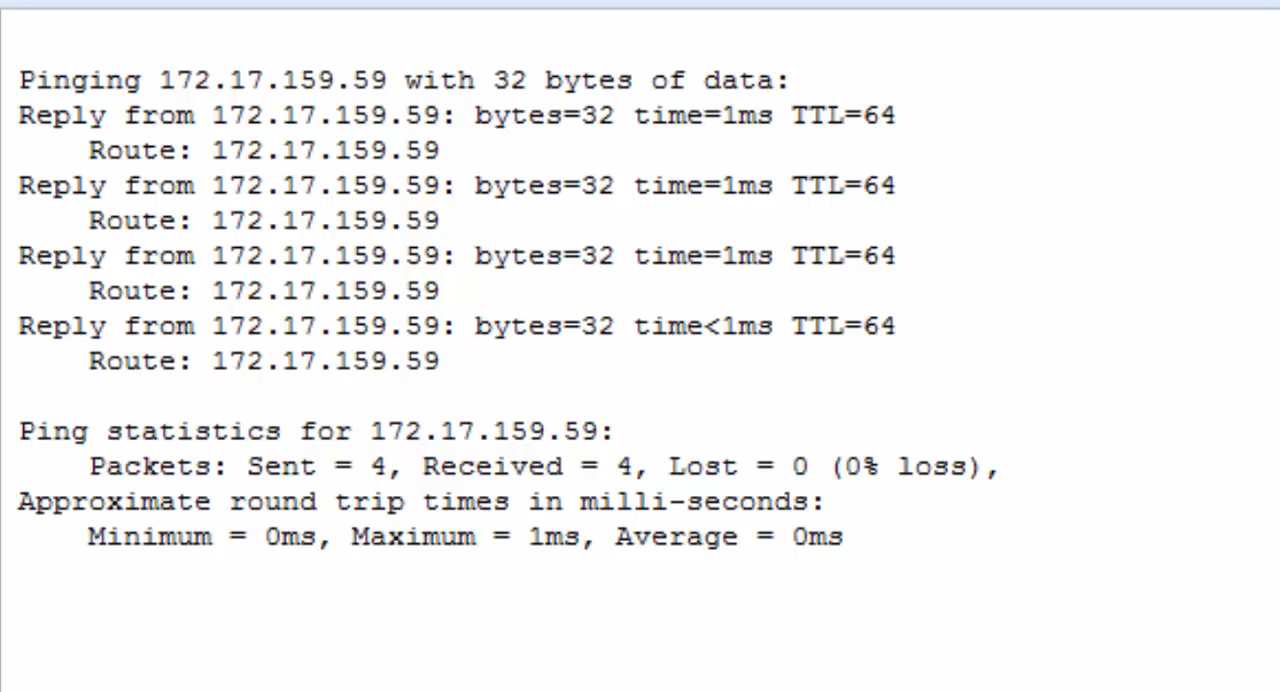 Pinging 172.17.159.59 with 32 bytes of data:
Reply from 172.17.159.59: bytes=32 time=1ms TTL=64
    Route: 172.17.159.59
Reply from 172.17.159.59: bytes=32 time=1ms TTL=64
    Route: 172.17.159.59
Reply from 172.17.159.59: bytes=32 time=1ms TTL=64
    Route: 172.17.159.59
Reply from 172.17.159.59: bytes=32 time<1ms TTL=64
    Route: 172.17.159.59
Ping statistics for 172.17.159.59:
    Packets: Sent = 4, Received = 4, Lost = 0 (0% loss),
Approximate round trip times in milli-seconds:
    Minimum = 0ms, Maximum = 1ms, Average = 0ms